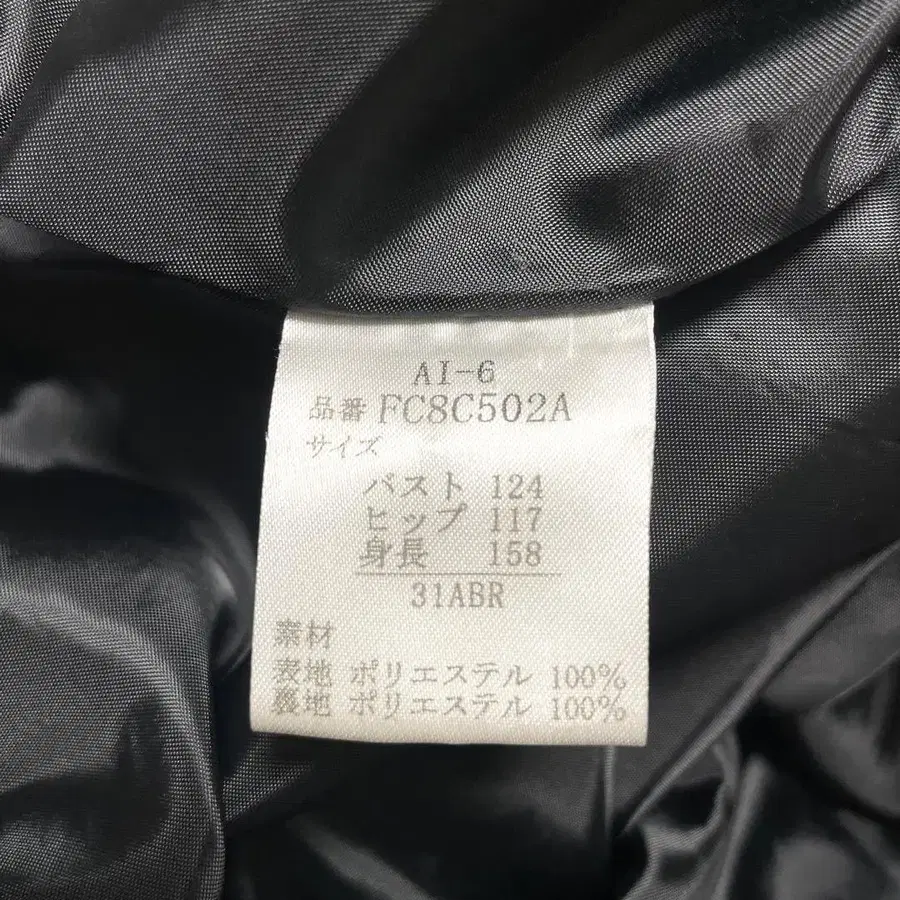 AI-6
品番 FC8C502A
サイズ
バスト 124
ヒップ 117
身長 158
31ABR
素材
表地 ポリエステル 100%
裏地 ポリエステル 100%